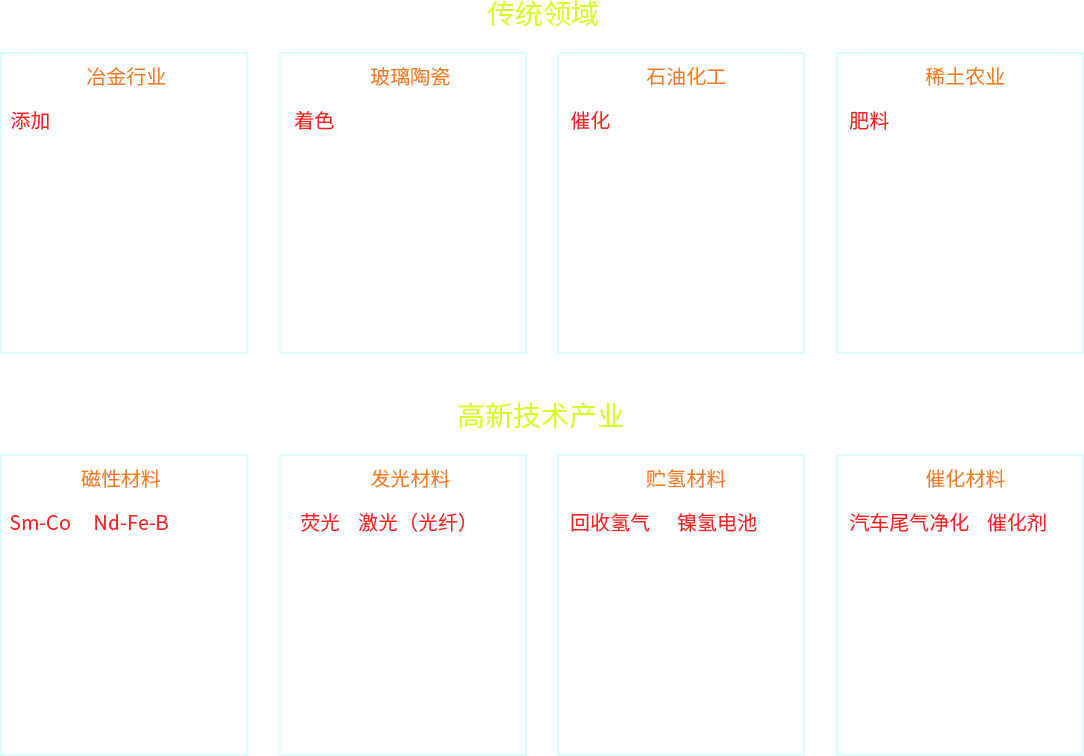 传统领域
冶金行业
添加
玻璃陶瓷
着色
石油化工
催化
稀土农业
肥料
高新技术产业
磁性材料
Sm-Co Nd-Fe-B
发光材料
荧光 激光（光纤）
贮氢材料
回收氢气 镍氢电池
催化材料
汽车尾气净化 催化剂